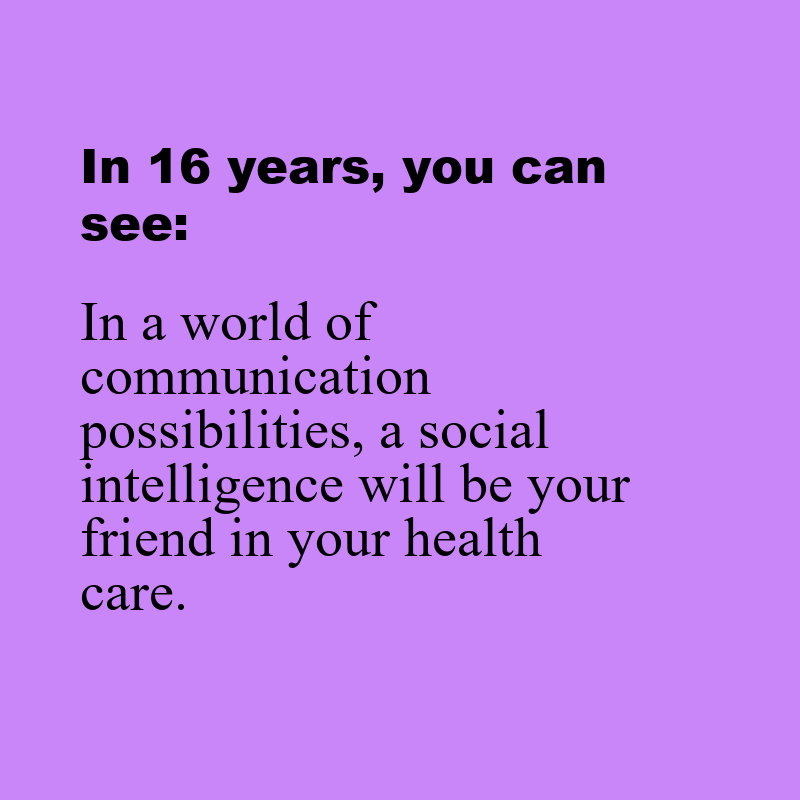 In 16 years, you can
see:
In a world of
communication
possibilities, a social
intelligence will be your
friend in your health
care.